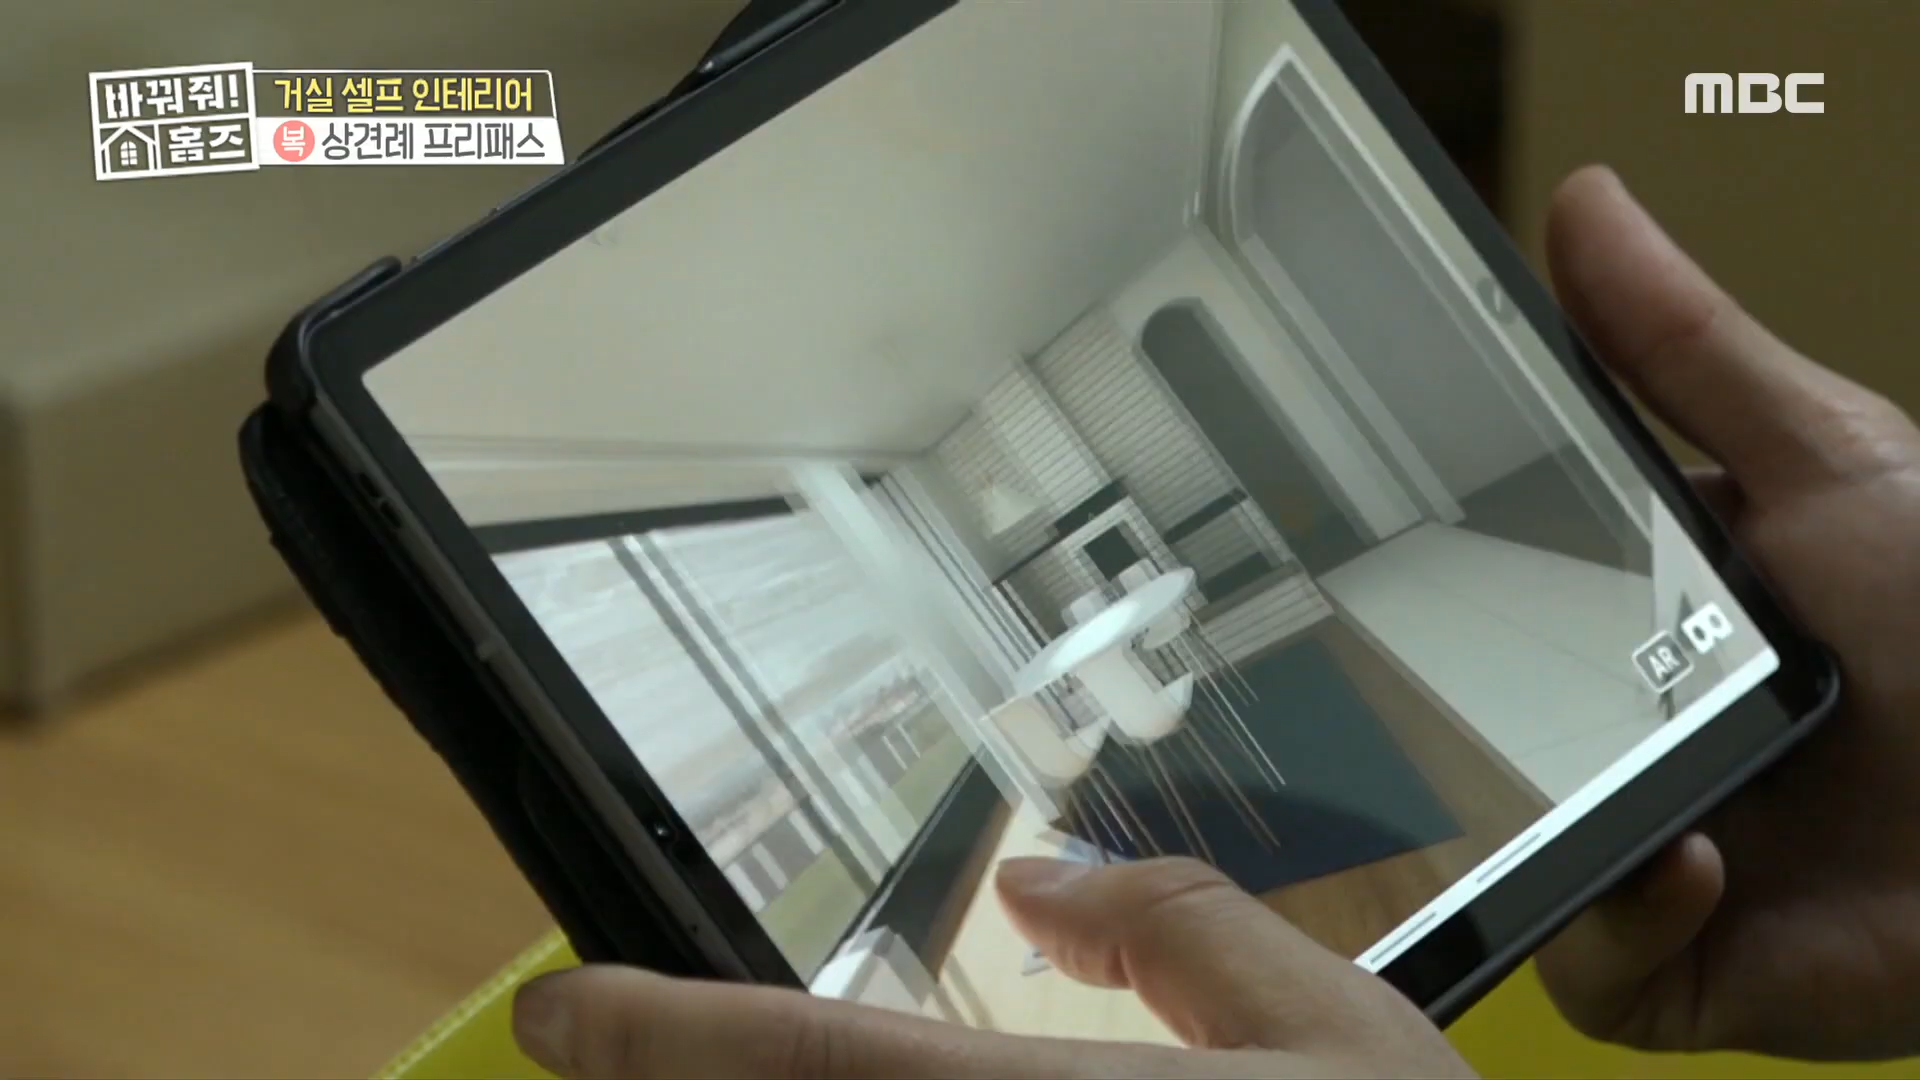 바꿔줘!
홈즈
거실 셀프 인테리어
복 상견례 프리패스
MBC
AR